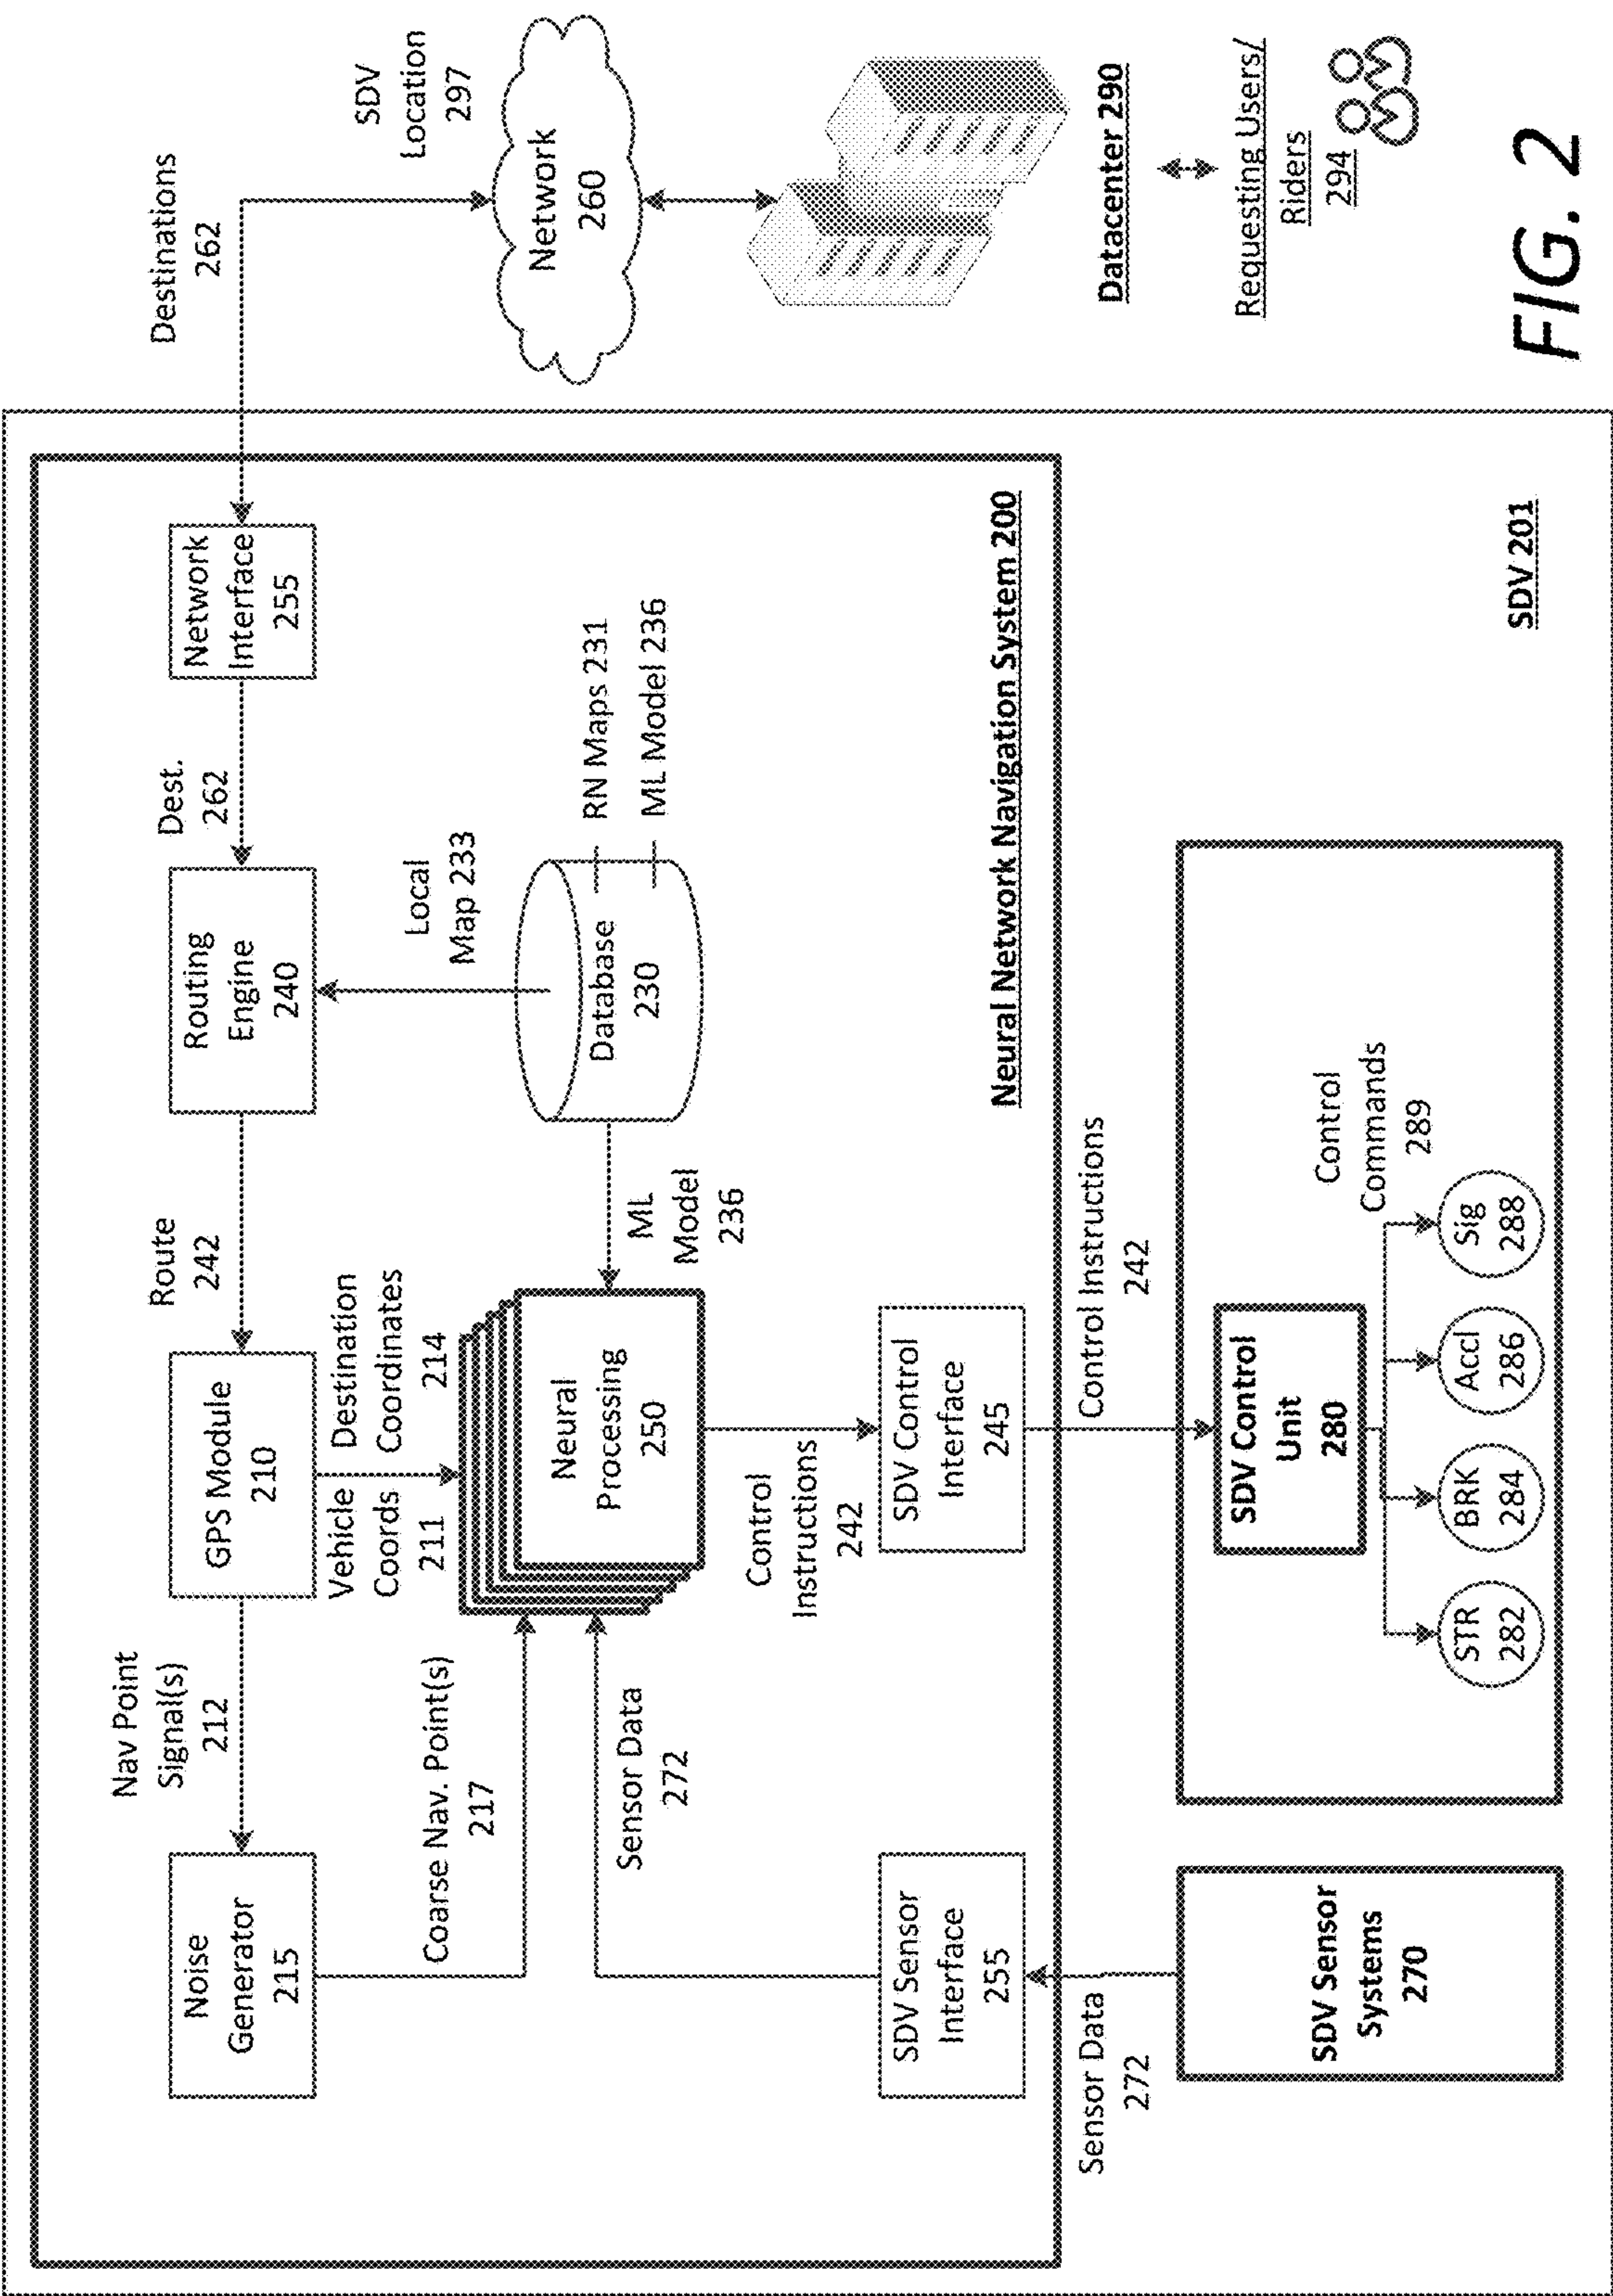 Nav Point
Signal(s)
212
Route
242
Dest.
262
Destinations
262
Noise
Generator
215
GPS Module
210
Routing
Engine
240
Network
Interface
255
SDV
Location
297
Vehicle
Coords
211
Destination
Coordinates
214
Local
Map 233
Coarse Nav. Point(s)
217
Network
260
Neural
Processing
250
Database
230
RN Maps 231
ML Model 236
Sensor Data
272
ML
Model
236
Control
Instructions
242
SDV Sensor
Interface
255
SDV Control
Interface
245
Neural Network Navigation System 200
Datacenter 290
Sensor Data
272
Control Instructions
242
Requesting Users/
Riders
294
SDV Sensor
Systems
270
SDV Control
Unit
280
Control
Commands
289
STR
282
BRK
284
Accl
286
Sig
288
SDV 201
FIG. 2